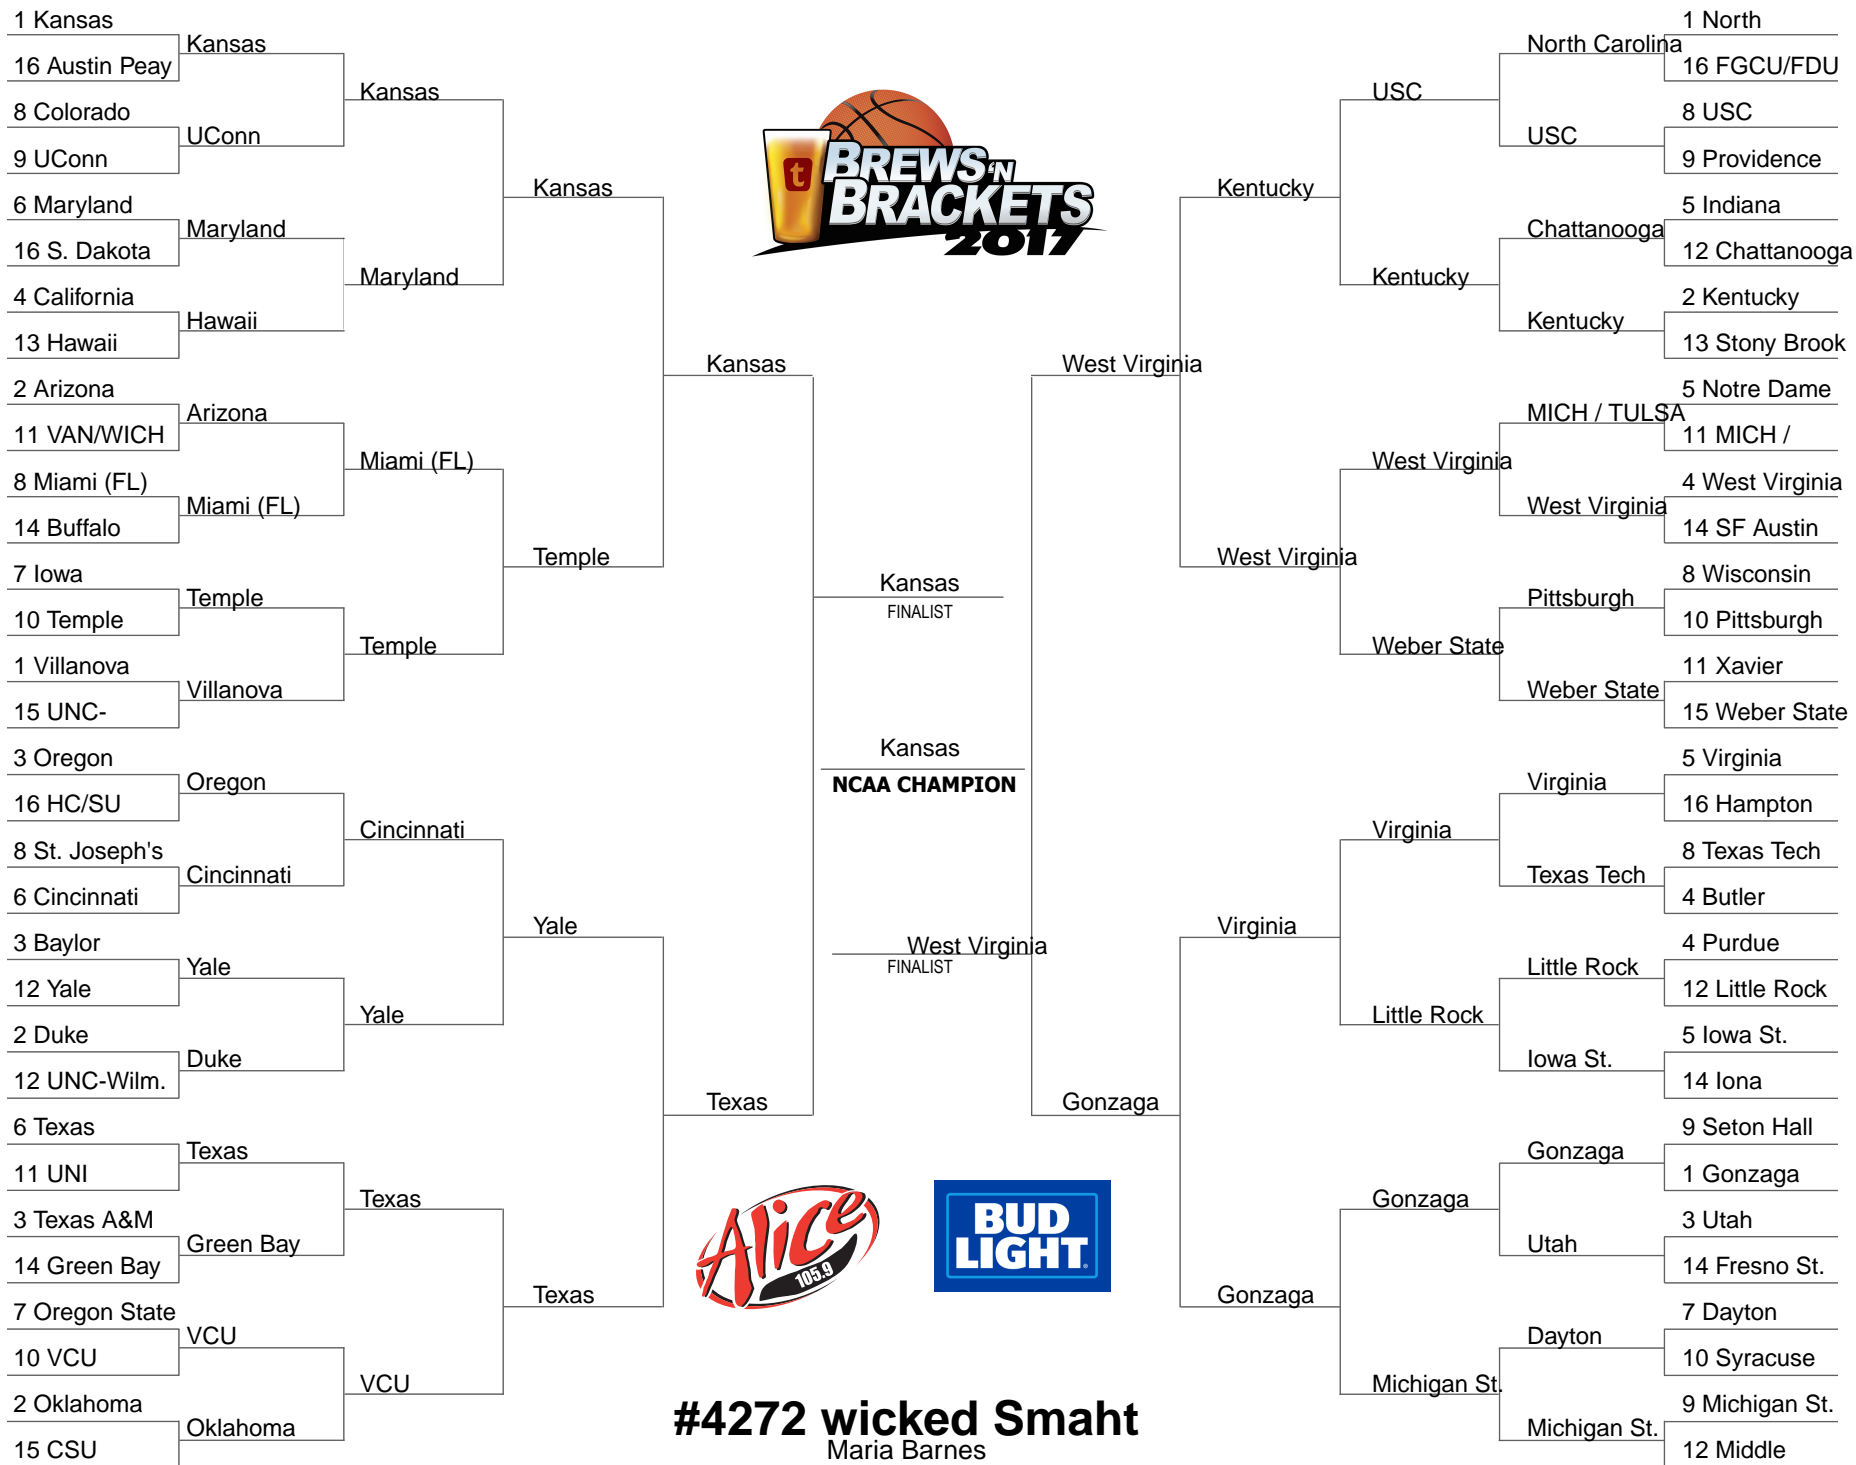 1 Kansas
16 Austin Peay
8 Colorado
9 UConn
6 Maryland
16 S. Dakota
4 California
13 Hawaii
2 Arizona
11 VAN/WICH
8 Miami (FL)
14 Buffalo
7 Iowa
10 Temple
1 Villanova
15 UNC-
3 Oregon
16 HC/SU
8 St. Joseph's
6 Cincinnati
3 Baylor
12 Yale
2 Duke
12 UNC-Wilm.
6 Texas
11 UNI
3 Texas A&M
14 Green Bay
7 Oregon State
10 VCU
2 Oklahoma
15 CSU
Kansas
UConn
Maryland
Hawaii
Arizona
Miami (FL)
Temple
Villanova
Oregon
Cincinnati
Yale
Duke
Texas
Green Bay
VCU
Oklahoma
Kansas
Maryland
Miami (FL)
Temple
Cincinnati
Yale
Texas
VCU
Kansas
Temple
Yale
Texas
Kansas
Texas
t
BREWS 'N
BRACKETS
2017
Kansas
FINALIST
Kansas
NCAA CHAMPION
West Virginia
FINALIST
Alice
105.9
BUD
LIGHT
#4272 wicked Smaht
Maria Barnes
West Virginia
Gonzaga
Kentucky
West Virginia
Virginia
Gonzaga
USC
Kentucky
West Virginia
Weber State
Virginia
Little Rock
Gonzaga
Michigan St.
North Carolina
USC
Chattanooga
Kentucky
MICH / TULSA
West Virginia
Pittsburgh
Weber State
Virginia
Texas Tech
Little Rock
Iowa St.
Gonzaga
Utah
Dayton
Michigan St.
1 North
16 FGCU/FDU
8 USC
9 Providence
5 Indiana
12 Chattanooga
2 Kentucky
13 Stony Brook
5 Notre Dame
11 MICH /
4 West Virginia
14 SF Austin
8 Wisconsin
10 Pittsburgh
11 Xavier
15 Weber State
5 Virginia
16 Hampton
8 Texas Tech
4 Butler
4 Purdue
12 Little Rock
5 Iowa St.
14 Iona
9 Seton Hall
1 Gonzaga
3 Utah
14 Fresno St.
7 Dayton
10 Syracuse
9 Michigan St.
12 Middle